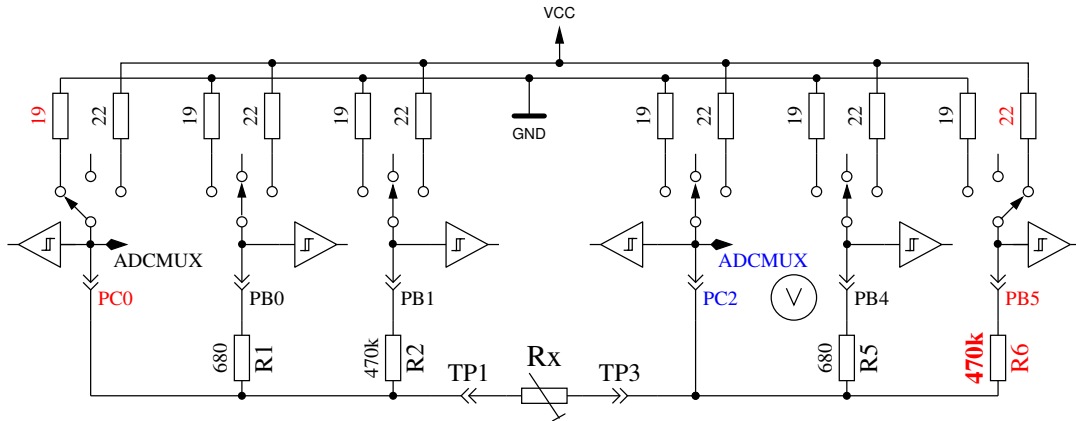 VCC
19
22
19
22
19
22
GND
19
22
19
22
19
22
ADCMUX
ADCMUX
PC0
PB0
PB1
PC2
V
PB4
PB5
680
R1
470k
R2
TP1
Rx
TP3
680
R5
470k
R6